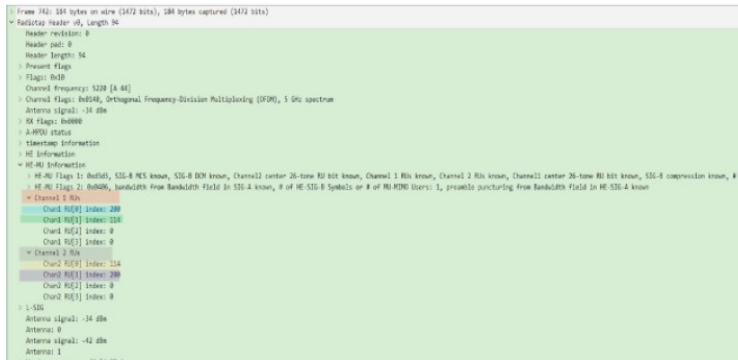 Frame 742: 184 bytes on wire (1472 bits), 184 bytes captured (1472 bits)
Radiotap Header v0, Length 94
Header revision: 0
Header pad: 0
Header length: 94
Present flags
Flags: 0x10
Channel frequency: 5220 [A 44]
Channel flags: 0x0140, Orthogonal Frequency-Division Multiplexing (OFDM), 5 GHz spectrum
Antenna signal: -34 dBm
RX flags: 0x0000
A-MPDU status
timestamp information
HE information
HE-MU information
HE-MU Flags 1: SIG-B MCS known, SIG-B DCM known, Channel2 center 26-tone RU bit known, Channel 1 RUs known, Channel 2 RUs known, Channel1 center 26-tone RU bit known, SIG-B compression known, #
HE-MU Flags 2: 0x0406, bandwidth from Bandwidth field in SIG-A known, # of HE-SIG-B Symbols or # of MU-MIMO Users: 1, preamble puncturing from Bandwidth field in HE-SIG-A known
Channel 1 RUs
Chan1 RU[0] index: 200
Chan1 RU[1] index: 114
Chan1 RU[2] index: 0
Chan1 RU[3] index: 0
Channel 2 RUs
Chan2 RU[0] index: 114
Chan2 RU[1] index: 200
Chan2 RU[2] index: 0
Chan2 RU[3] index: 0
L-SIG
Antenna signal: -34 dBm
Antenna: 0
Antenna signal: -42 dBm
Antenna: 1